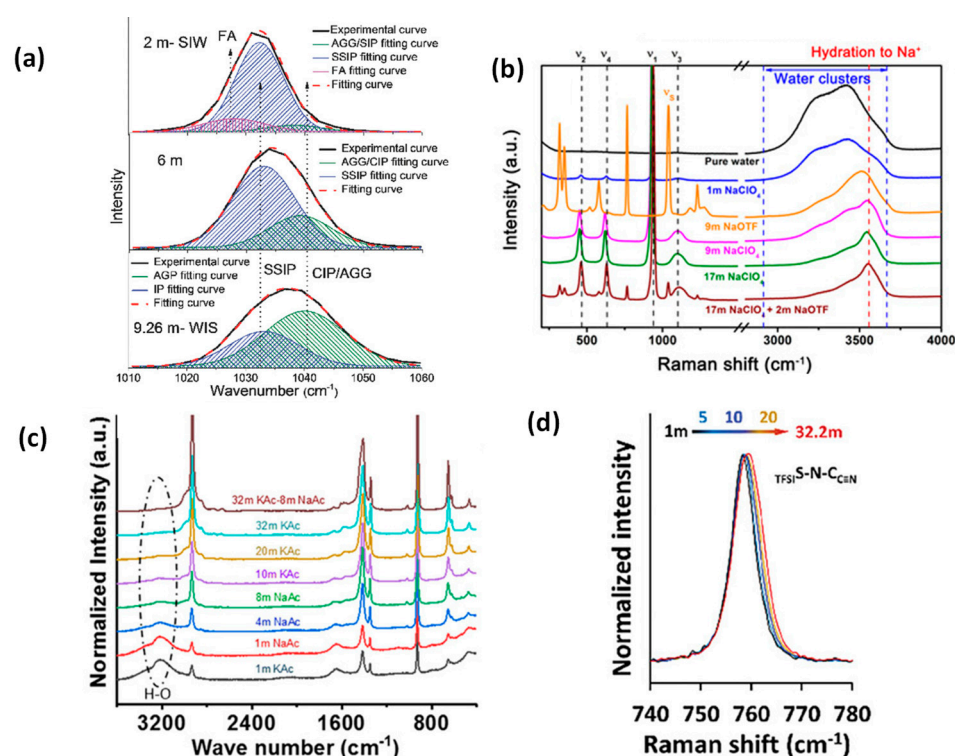 (a)
2 m- SIW
FA
Experimental curve
AGG/SIP fitting curve
SSIP fitting curve
FA fitting curve
Fitting curve
6 m
Experimental curve
AGG/CIP fitting curve
SSIP fitting curve
Fitting curve
Experimental curve
AGP fitting curve
IP fitting curve
Fitting curve
SSIP
CIP/AGG
9.26 m- WIS
Intensity
1010 1020 1030 1040 1050 1060
Wavenumber (cm⁻¹)
(b)
ν₂ ν₄ ν₁ ν₃
Hydration to Na⁺
Water clusters
νₛ
Pure water
1m NaClO₄
9m NaOTF
9m NaClO₄
17m NaClO₄
17m NaClO₄ + 2m NaOTF
Intensity (a.u.)
500 1000 3000 3500 4000
Raman shift (cm⁻¹)
(c)
32m KAc-8m NaAc
32m KAc
20m KAc
10m KAc
8m NaAc
4m NaAc
1m NaAc
1m KAc
H-O
Normalized Intensity (a.u.)
3200 2400 1600 800
Wave number (cm⁻¹)
(d)
5 10 20
1m 32.2m
TFSIS-N-CC≡N
Normalized intensity
740 750 760 770 780
Raman shift (cm⁻¹)